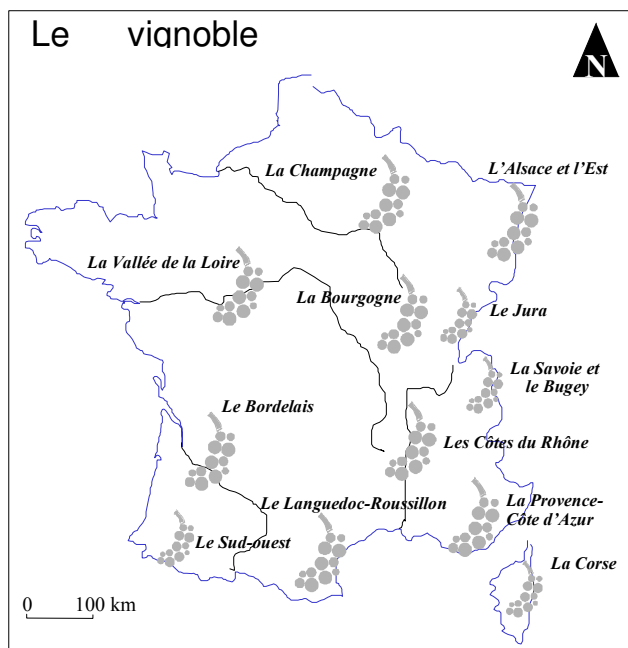 Le vignoble
N
La Champagne
L'Alsace et l'Est
La Vallée de la Loire
La Bourgogne
Le Jura
La Savoie et
le Bugey
Le Bordelais
Les Côtes du Rhône
Le Languedoc-Roussillon
La Provence-
Côte d'Azur
Le Sud-ouest
La Corse
0 100 km